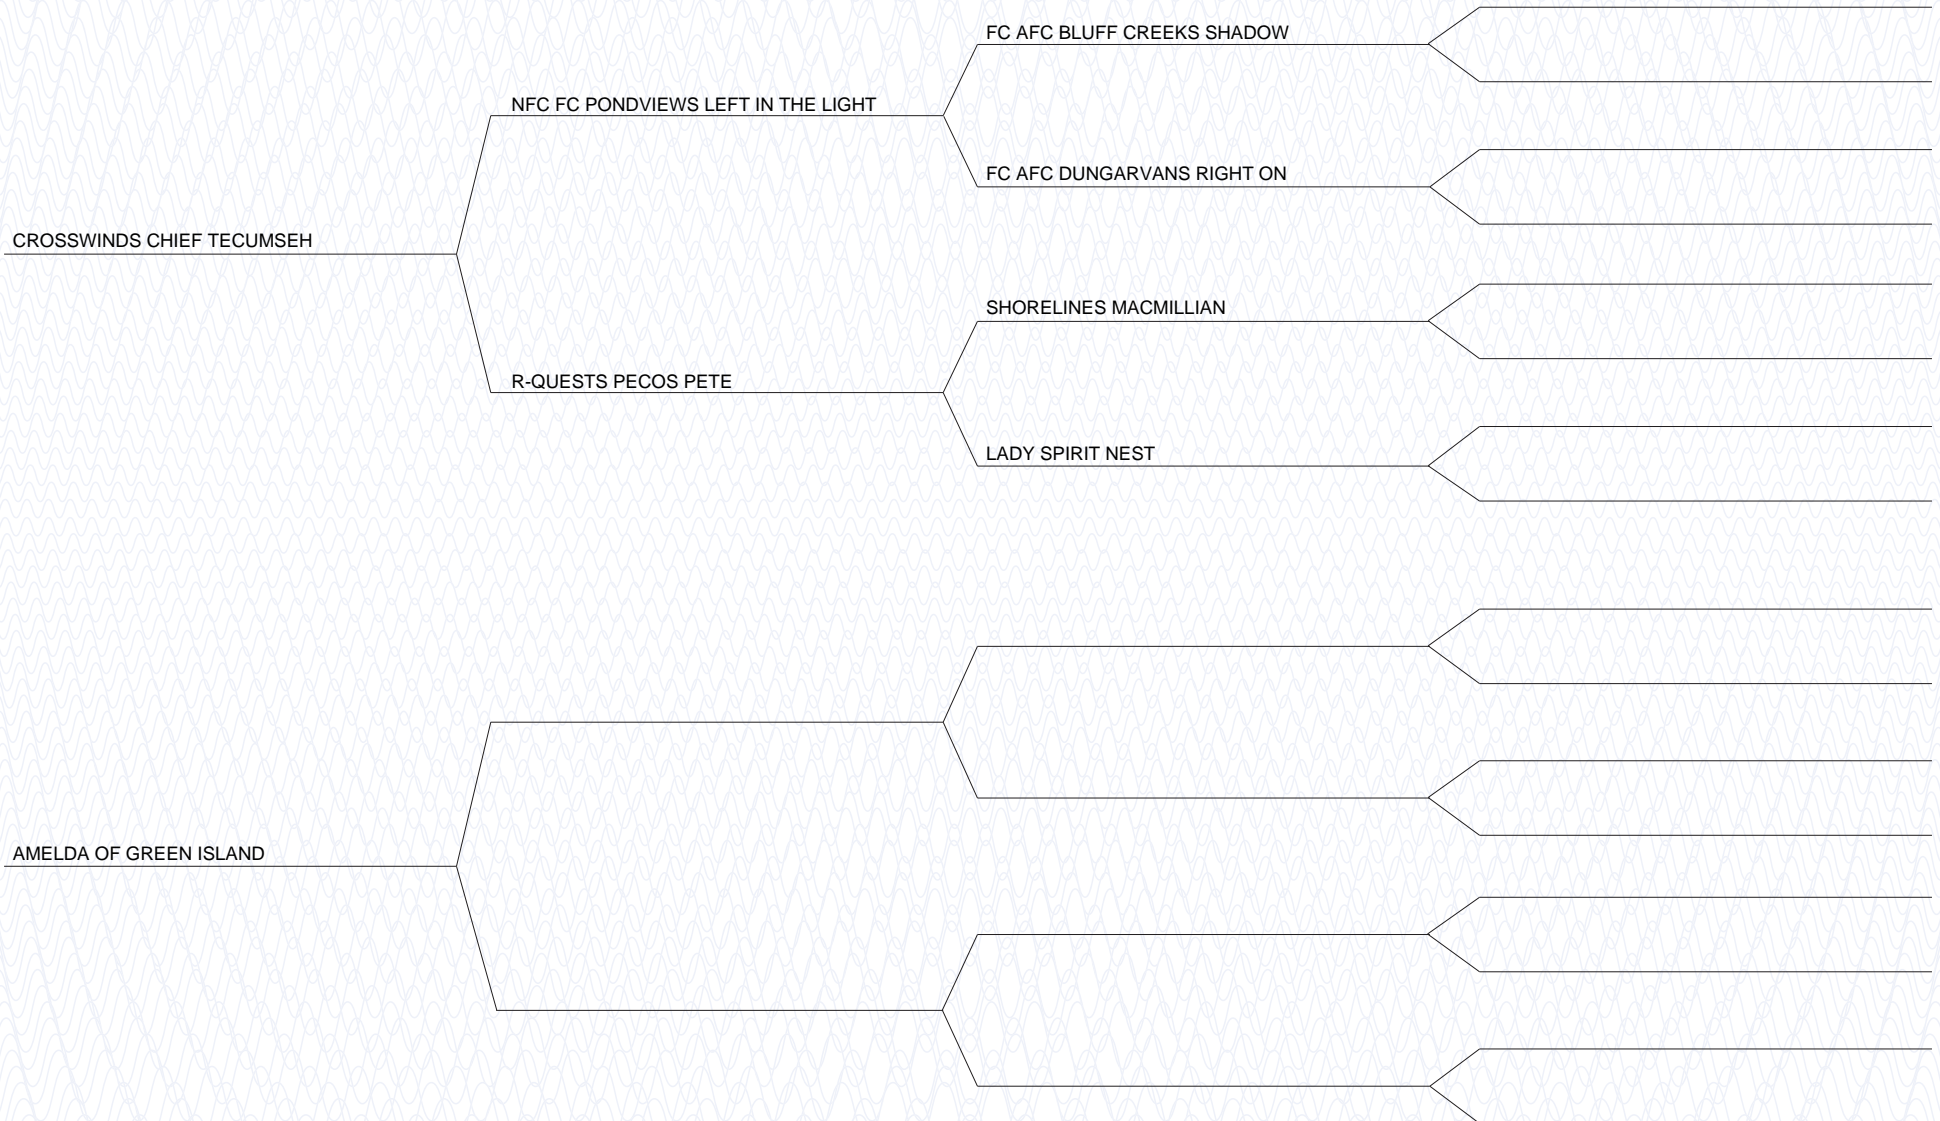 FC AFC BLUFF CREEKS SHADOW
NFC FC PONDVIEWS LEFT IN THE LIGHT
FC AFC DUNGARVANS RIGHT ON
CROSSWINDS CHIEF TECUMSEH
SHORELINES MACMILLIAN
R-QUESTS PECOS PETE
LADY SPIRIT NEST
AMELDA OF GREEN ISLAND